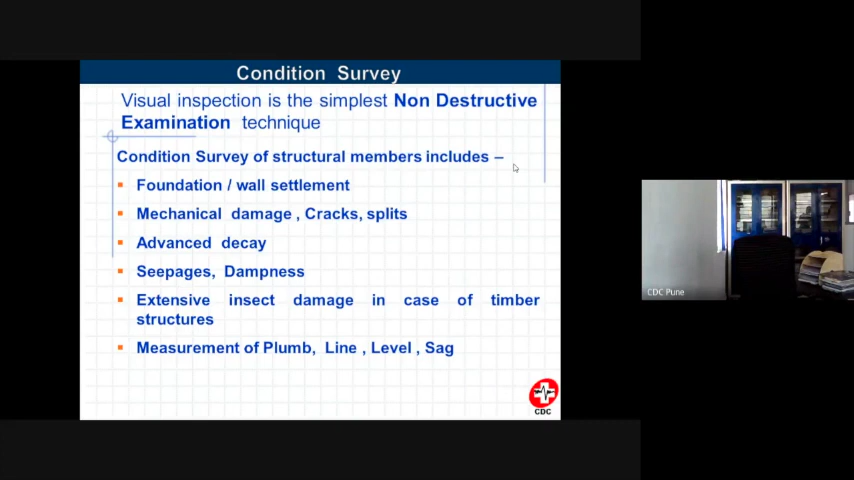 Condition Survey
Visual inspection is the simplest Non Destructive
Examination technique
Condition Survey of structural members includes –
Foundation / wall settlement
Mechanical damage , Cracks, splits
Advanced decay
Seepages, Dampness
Extensive insect damage in case of timber
structures
Measurement of Plumb, Line , Level , Sag
CDC
CDC Pune